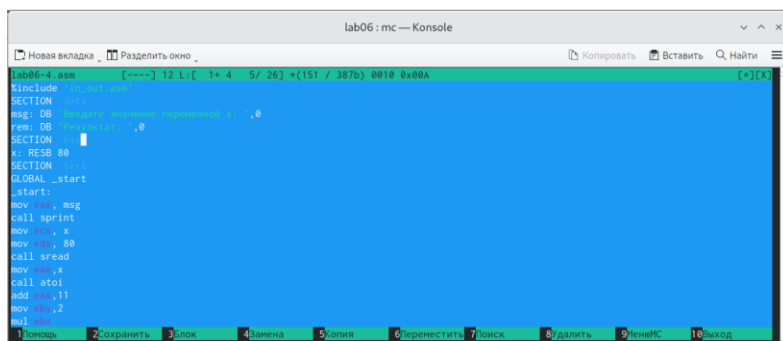 lab06 : mc — Konsole
Новая вкладка Разделить окно Копировать Вставить Найти
lab06-4.asm [----] 12 L:[ 1+ 4 5/ 26] *(151 / 387b) 0010 0x00A [*][X]
%include 'in_out.asm'
SECTION .data
msg: DB 'Введите значение переменной x: ',0
rem: DB 'Результат: ',0
SECTION .bss
x: RESB 80
SECTION .text
GLOBAL _start
_start:
mov eax, msg
call sprint
mov ecx, x
mov edx, 80
call sread
mov eax,x
call atoi
add eax,11
mov ebx,2
mul ebx
1Помощь 2Сохранить 3Блок 4Замена 5Копия 6Переместить 7Поиск 8Удалить 9МенюМС 10Выход